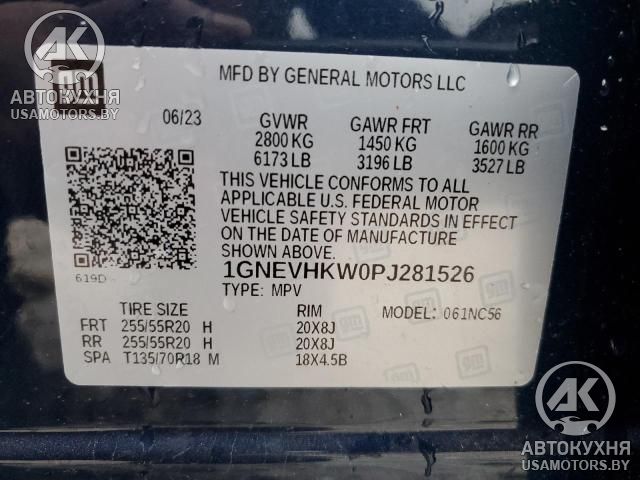 gm
АВТОКУХНЯ
USAMOTORS.BY
MFD BY GENERAL MOTORS LLC
06/23 GVWR GAWR FRT GAWR RR
2800 KG 1450 KG 1600 KG
6173 LB 3196 LB 3527 LB
THIS VEHICLE CONFORMS TO ALL
APPLICABLE U.S. FEDERAL MOTOR
VEHICLE SAFETY STANDARDS IN EFFECT
ON THE DATE OF MANUFACTURE SHOWN
ABOVE.
619D
1GNEVHKW0PJ281526
TYPE: MPV
TIRE SIZE RIM MODEL: 061NC56
FRT 255/55R20 H 20X8J
RR 255/55R20 H 20X8J
SPA T135/70R18 M 18X4.5B
АК
АВТОКУХНЯ
USAMOTORS.BY